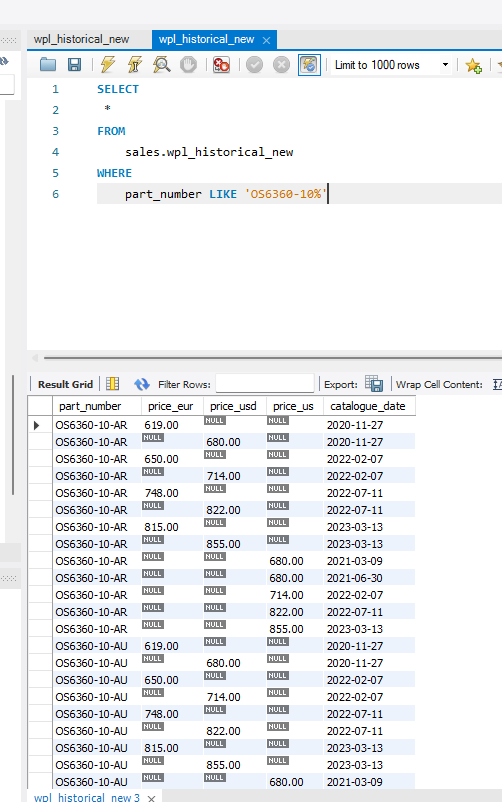 wpl_historical_new wpl_historical_new
Limit to 1000 rows
1 SELECT
2 *
3 FROM
4 sales.wpl_historical_new
5 WHERE
6 part_number LIKE 'OS6360-10%'
Result Grid Filter Rows: Export: Wrap Cell Content:
part_number price_eur price_usd price_us catalogue_date
OS6360-10-AR 619.00 NULL NULL 2020-11-27
OS6360-10-AR NULL 680.00 NULL 2020-11-27
OS6360-10-AR 650.00 NULL NULL 2022-02-07
OS6360-10-AR NULL 714.00 NULL 2022-02-07
OS6360-10-AR 748.00 NULL NULL 2022-07-11
OS6360-10-AR NULL 822.00 NULL 2022-07-11
OS6360-10-AR 815.00 NULL NULL 2023-03-13
OS6360-10-AR NULL 855.00 NULL 2023-03-13
OS6360-10-AR NULL NULL 680.00 2021-03-09
OS6360-10-AR NULL NULL 680.00 2021-06-30
OS6360-10-AR NULL NULL 714.00 2022-02-07
OS6360-10-AR NULL NULL 822.00 2022-07-11
OS6360-10-AR NULL NULL 855.00 2023-03-13
OS6360-10-AU 619.00 NULL NULL 2020-11-27
OS6360-10-AU NULL 680.00 NULL 2020-11-27
OS6360-10-AU 650.00 NULL NULL 2022-02-07
OS6360-10-AU NULL 714.00 NULL 2022-02-07
OS6360-10-AU 748.00 NULL NULL 2022-07-11
OS6360-10-AU NULL 822.00 NULL 2022-07-11
OS6360-10-AU 815.00 NULL NULL 2023-03-13
OS6360-10-AU NULL 855.00 NULL 2023-03-13
OS6360-10-AU NULL NULL 680.00 2021-03-09
wpl_historical_new 3